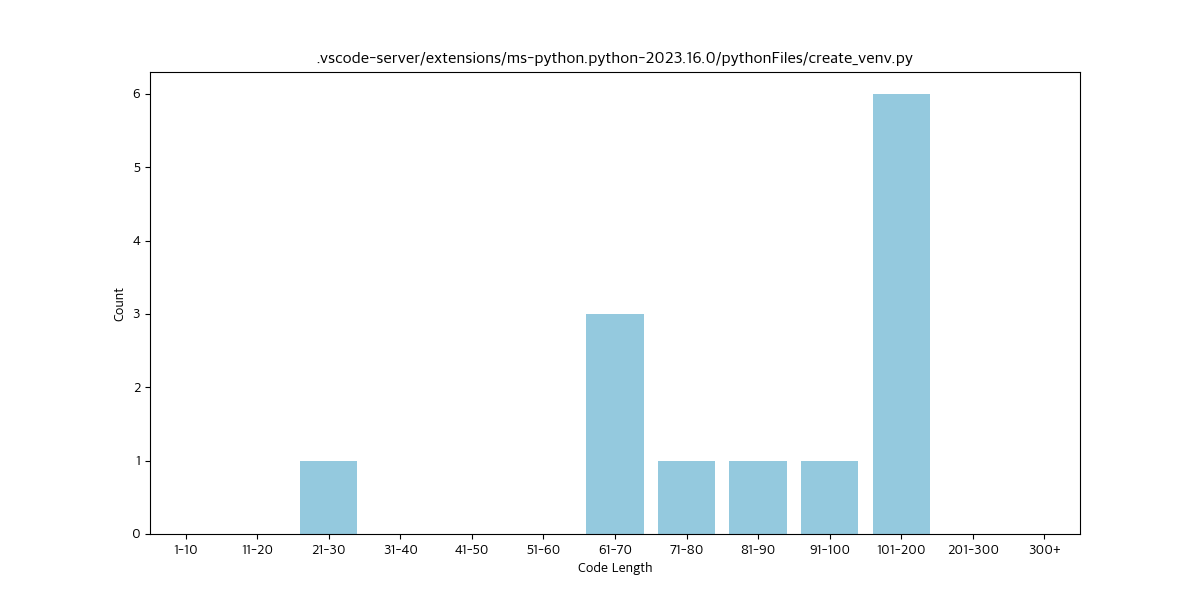 .vscode-server/extensions/ms-python.python-2023.16.0/pythonFiles/create_venv.py
6
5
4
3
2
1
0
Count
1-10 11-20 21-30 31-40 41-50 51-60 61-70 71-80 81-90 91-100 101-200 201-300 300+
Code Length